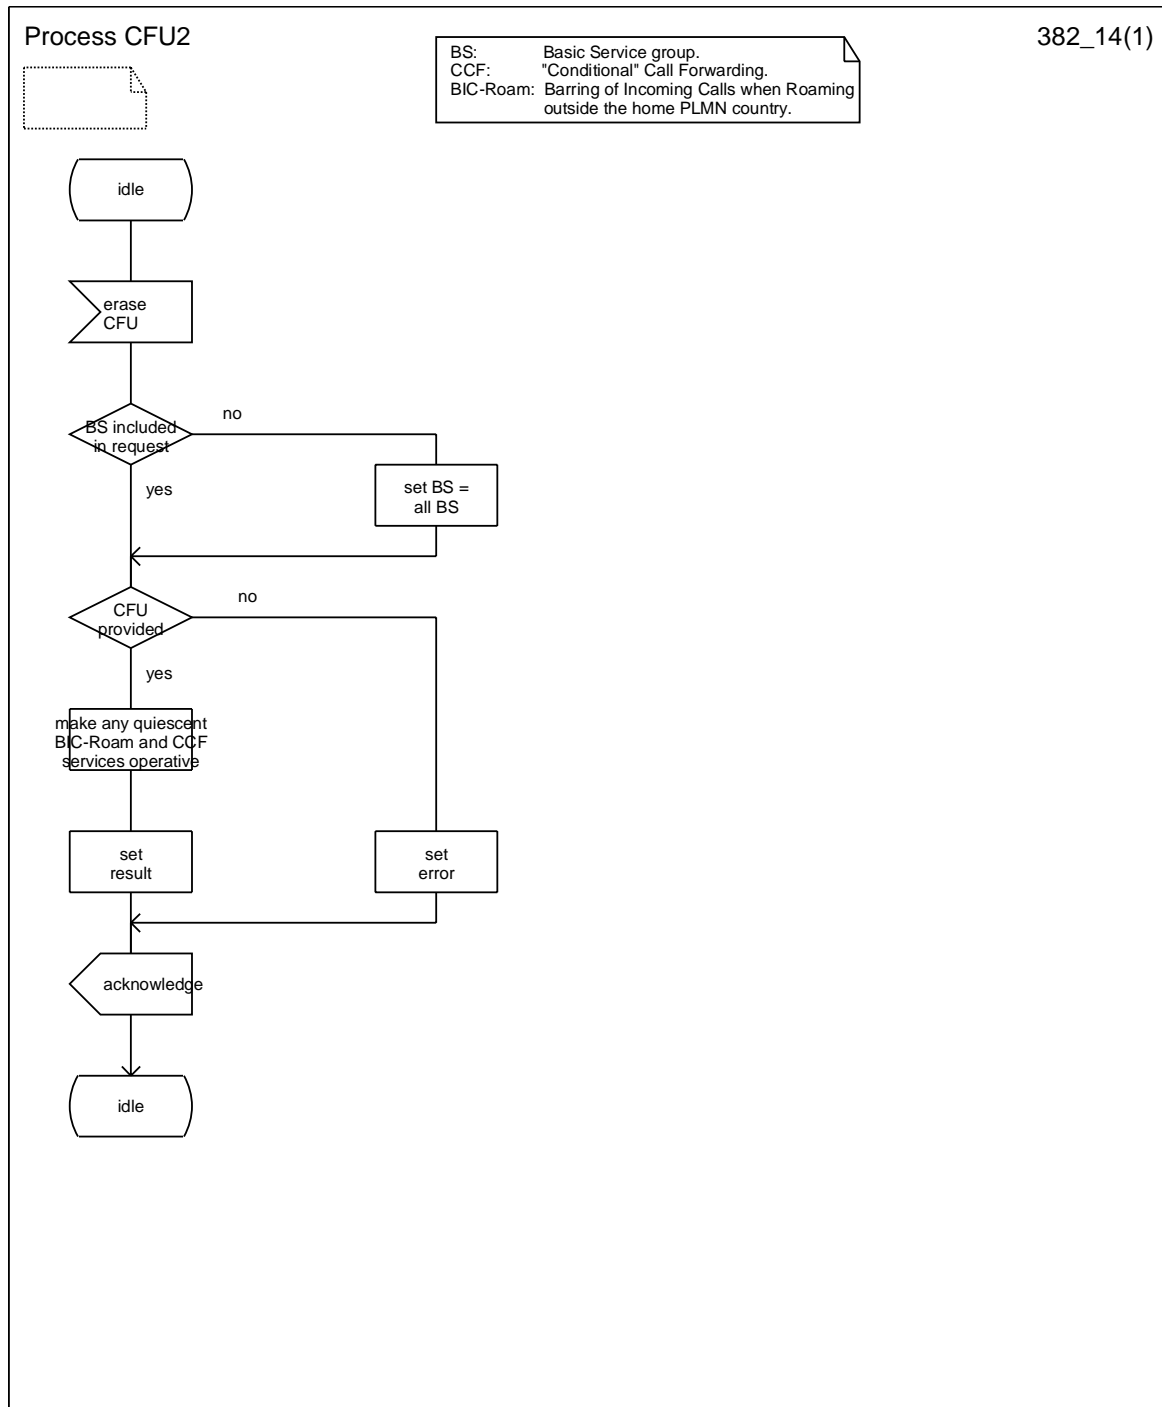 Process CFU2
382_14(1)
BS: Basic Service group.
CCF: "Conditional" Call Forwarding.
BIC-Roam: Barring of Incoming Calls when Roaming
outside the home PLMN country.
idle
erase
CFU
BS included
in request
no
yes
set BS =
all BS
CFU
provided
no
yes
make any quiescent
BIC-Roam and CCF
services operative
set
result
set
error
acknowledge
idle